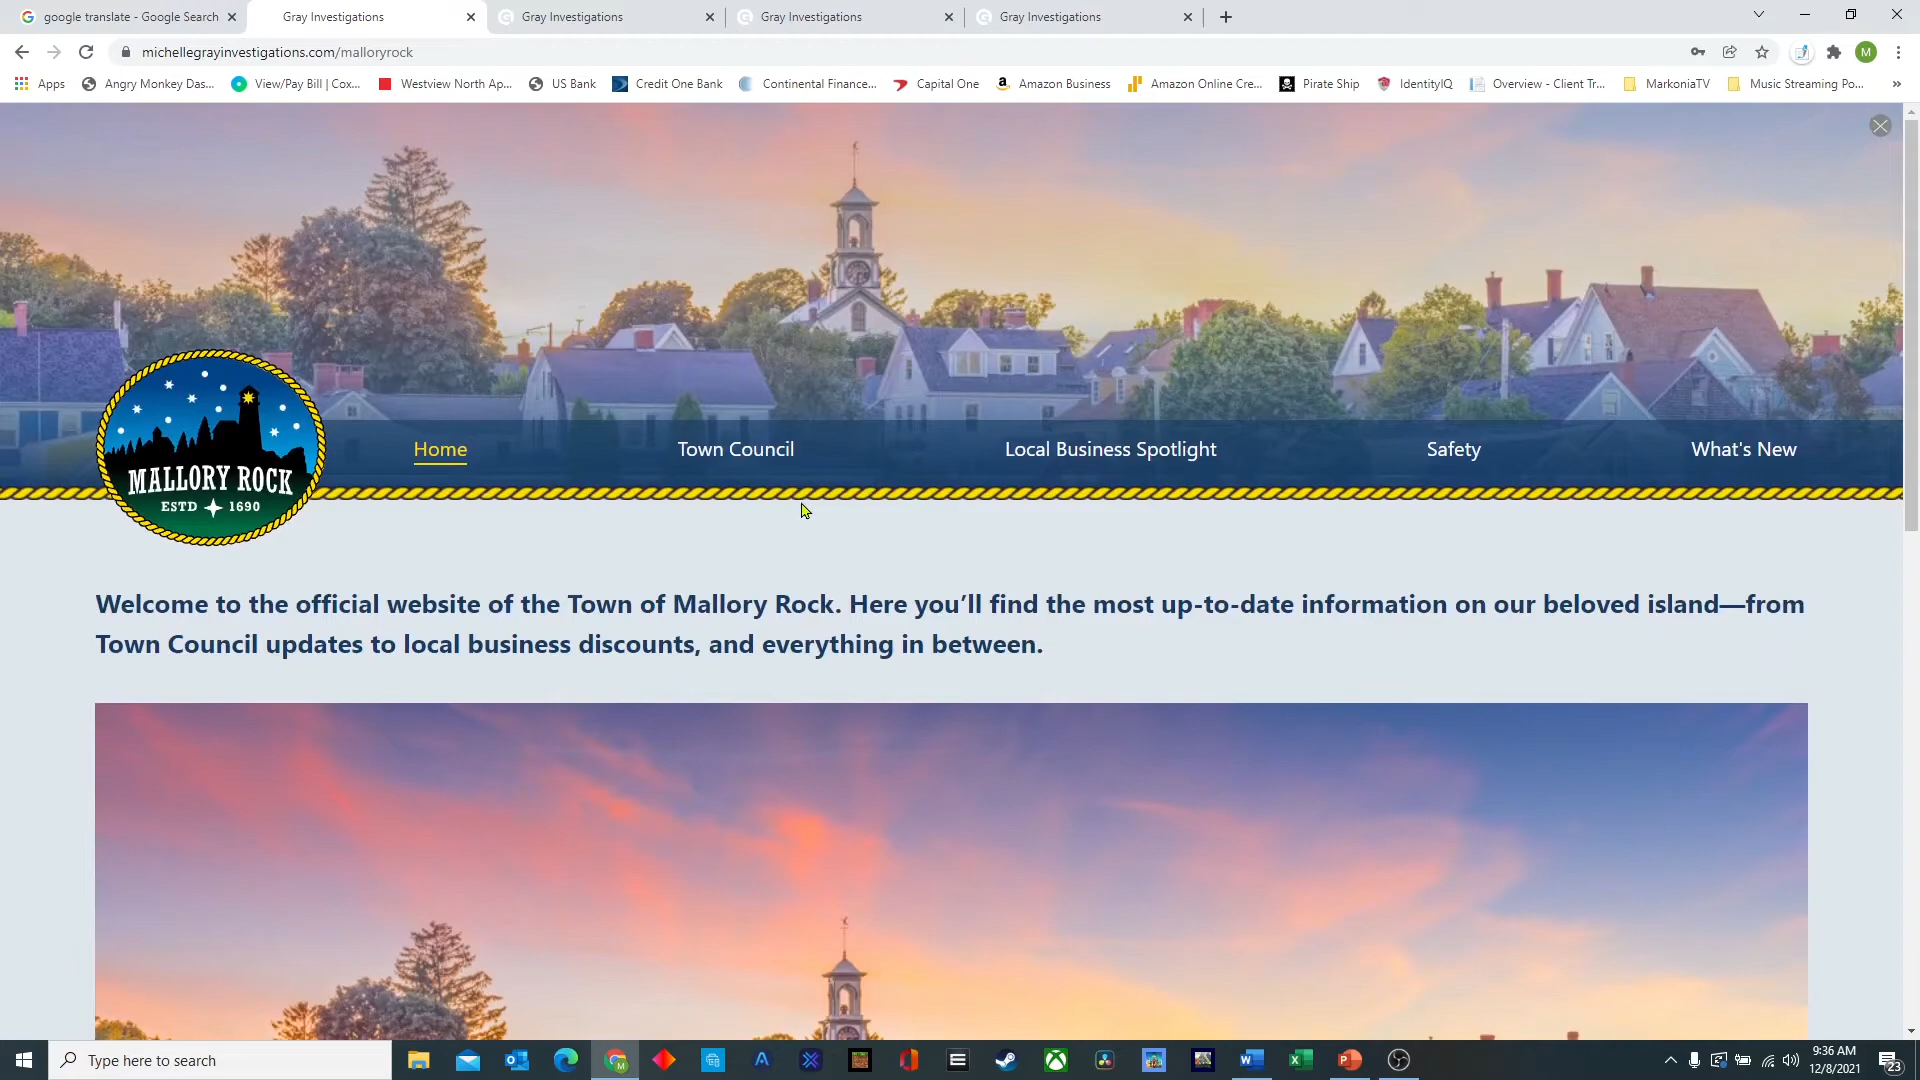 google translate - Google Search
Gray Investigations
Gray Investigations
Gray Investigations
Gray Investigations
michellegrayinvestigations.com/malloryrock
M
Apps
Angry Monkey Das...
View/Pay Bill | Cox...
Westview North Ap...
US Bank
Credit One Bank
Continental Finance...
Capital One
Amazon Business
Amazon Online Cre...
Pirate Ship
IdentityIQ
Overview - Client Tr...
MarkoniaTV
Music Streaming Po...
»
MALLORY ROCK
ESTD 1690
Home
Town Council
Local Business Spotlight
Safety
What's New
Welcome to the official website of the Town of Mallory Rock. Here you’ll find the most up-to-date information on our beloved island—from
Town Council updates to local business discounts, and everything in between.
Type here to search
9:36 AM
12/8/2021
23